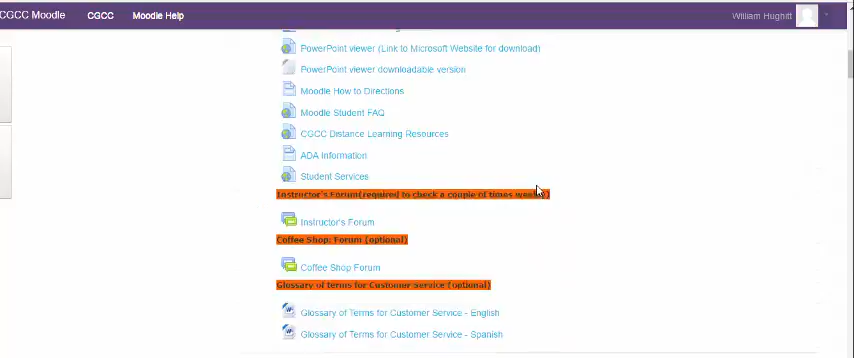 CGCC Moodle CGCC Moodle Help William Hughitt
PowerPoint viewer (Link to Microsoft Website for download)
PowerPoint viewer downloadable version
Moodle How to Directions
Moodle Student FAQ
CGCC Distance Learning Resources
ADA Information
Student Services
Instructor's Forum(required to check a couple of times weekly)
Instructor's Forum
Coffee Shop: Forum (optional)
Coffee Shop Forum
Glossary of terms for Customer Service (optional)
Glossary of Terms for Customer Service - English
Glossary of Terms for Customer Service - Spanish